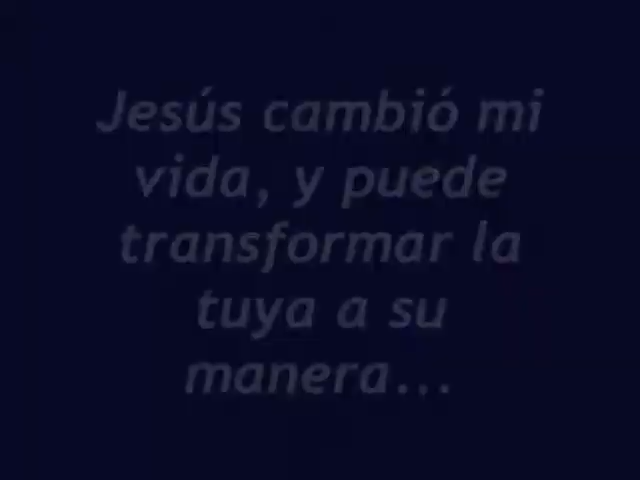 Jesús cambió mi
vida, y puede
transformar la
tuya a su
manera...